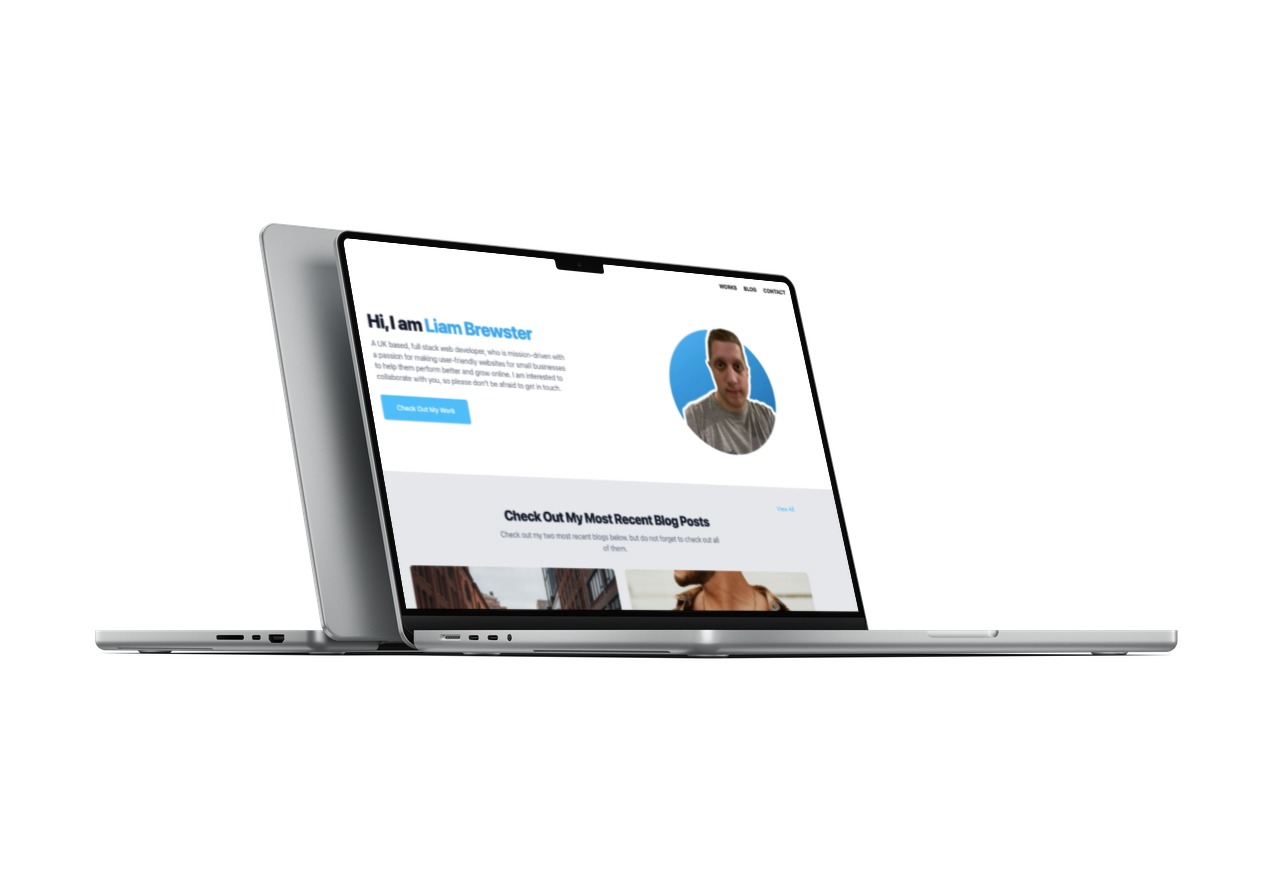 WORKS BLOG CONTACT
Hi, I am Liam Brewster
A UK based, full stack web developer, who is mission-driven with
a passion for making user-friendly websites for small businesses
to help them perform better and grow online. I am interested to
collaborate with you, so please don't be afraid to get in touch.
Check Out My Work
View All
Check Out My Most Recent Blog Posts
Check out my two most recent blogs below, but do not forget to check out all
of them.